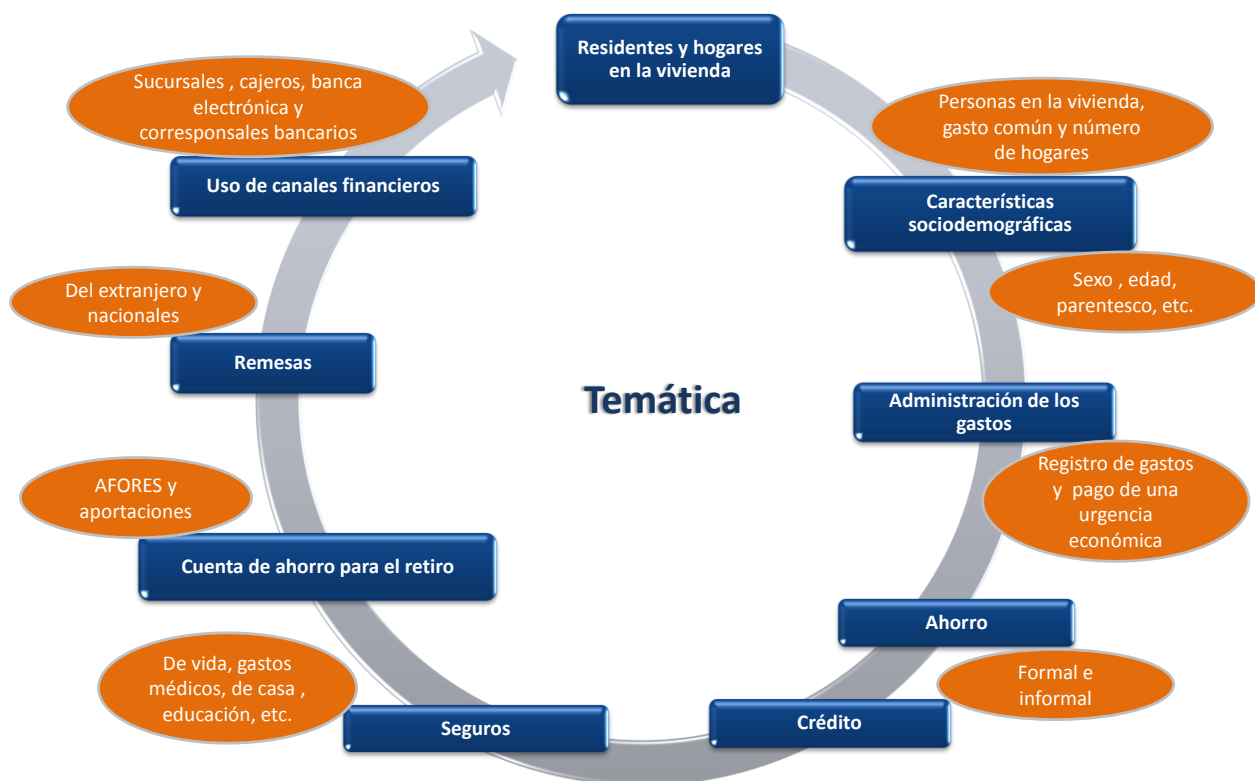 Residentes y hogares
en la vivienda
Personas en la vivienda,
gasto común y número
de hogares
Características
sociodemográficas
Sexo , edad,
parentesco, etc.
Administración de los
gastos
Registro de gastos
y pago de una
urgencia
económica
Ahorro
Formal e
informal
Crédito
Seguros
De vida, gastos
médicos, de casa ,
educación, etc.
Cuenta de ahorro para el retiro
AFORES y
aportaciones
Remesas
Del extranjero y
nacionales
Uso de canales financieros
Sucursales , cajeros, banca
electrónica y
corresponsales bancarios
Temática